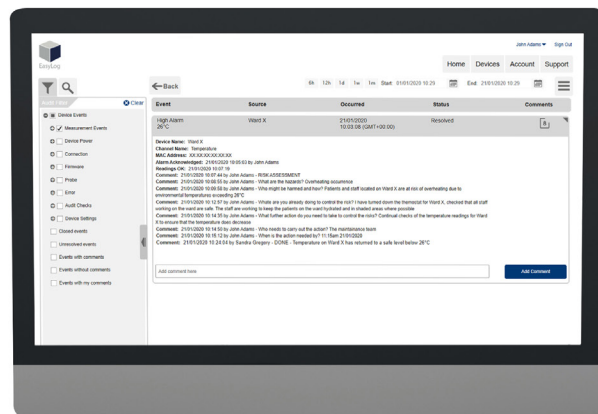 John Adams Sign Out
EasyLog
Home Devices Account Support
Back
6h 12h 1d 1w 1m Start 01/01/2020 10:25 End 21/01/2020 10:25
Audit Filter Clear
Event Source Occurred Status Comments
Device Events
Measurement Events
Device Power
Connection
Firmware
Probe
Error
Audit Checks
Device Settings
Closed events
Unresolved events
Events with comments
Events without comments
Events with my comments
High Alarm Ward X 21/01/2020 Resolved
26°C 10:03:08 (GMT+00:00)
Device Name: Ward X
Channel Name: Temperature
MAC Address: XX:XX:XX:XX:XX:XX
Alarm Acknowledged: 21/01/2020 10:05:03 by John Adams
Readings OK: 21/01/2020 10:07:19
Comment: 21/01/2020 10:07:44 by John Adams - RISK ASSESSMENT
Comment: 21/01/2020 10:08:55 by John Adams - What are the hazards? Overheating occurrence
Comment: 21/01/2020 10:09:58 by John Adams - Who might be harmed and how? Patients and staff located on Ward X are at risk of overheating due to
environmental temperatures exceeding 26°C
Comment: 21/01/2020 10:12:57 by John Adams - Whate are you already doing to control the risk? I have turned down the thermostat for Ward X, checked that all staff
working on the ward are safe. The staff are working to keep the patients on the ward hydrated and in shaded areas where possible
Comment: 21/01/2020 10:14:35 by John Adams - What further action do you need to take to control the risks? Continual checks of the temperature readings for Ward
X to ensure that the temperature does decrease
Comment: 21/01/2020 10:14:50 by John Adams - Who needs to carry out the action? The maintenance team
Comment: 21/01/2020 10:15:12 by John Adams - When is the action needed by? 11:15am 21/01/2020
Comment: 21/01/2020 10:24:04 by Sandra Gregory - DONE - Temperature on Ward X has returned to a safe level below 26°C
Add comment here Add Comment